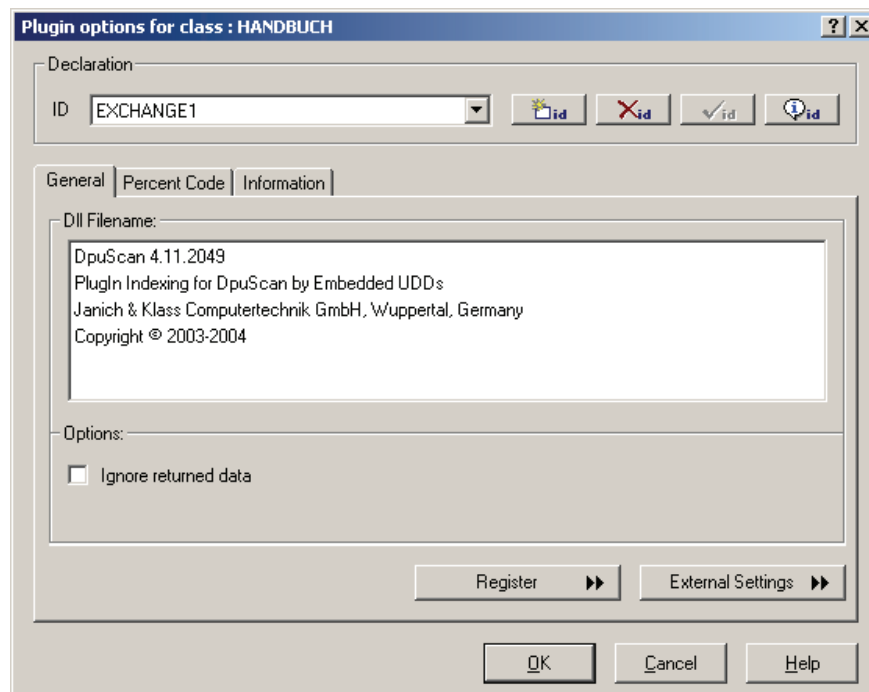 Plugin options for class : HANDBUCH
Declaration
ID EXCHANGE1 id id id id
General Percent Code Information
Dll Filename:
DpuScan 4.11.2049
PlugIn Indexing for DpuScan by Embedded UDDs
Janich & Klass Computertechnik GmbH, Wuppertal, Germany
Copyright © 2003-2004
Options:
Ignore returned data
Register External Settings
OK Cancel Help